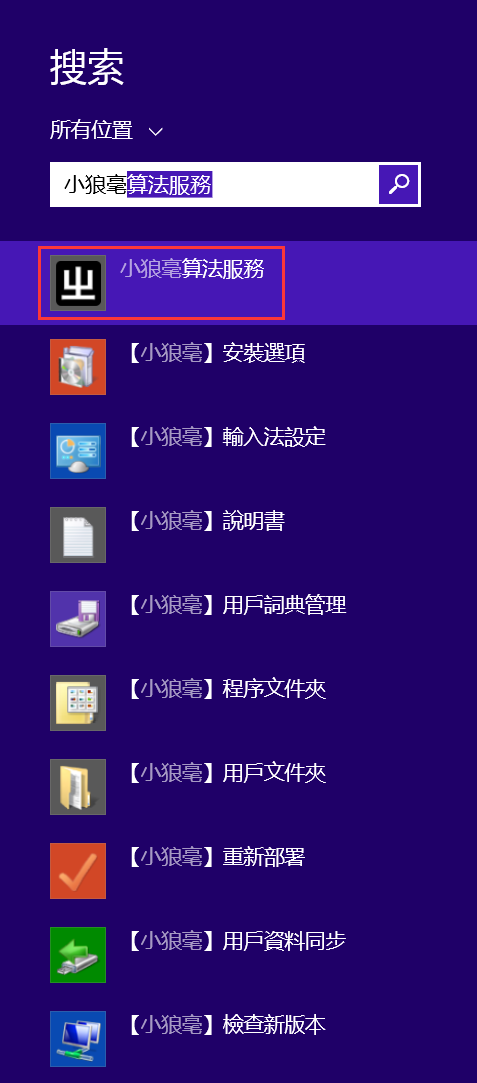 搜索
所有位置
小狼毫算法服務
小狼毫算法服務
【小狼毫】安裝選項
【小狼毫】輸入法設定
【小狼毫】說明書
【小狼毫】用戶詞典管理
【小狼毫】程序文件夾
【小狼毫】用戶文件夾
【小狼毫】重新部署
【小狼毫】用戶資料同步
【小狼毫】檢查新版本